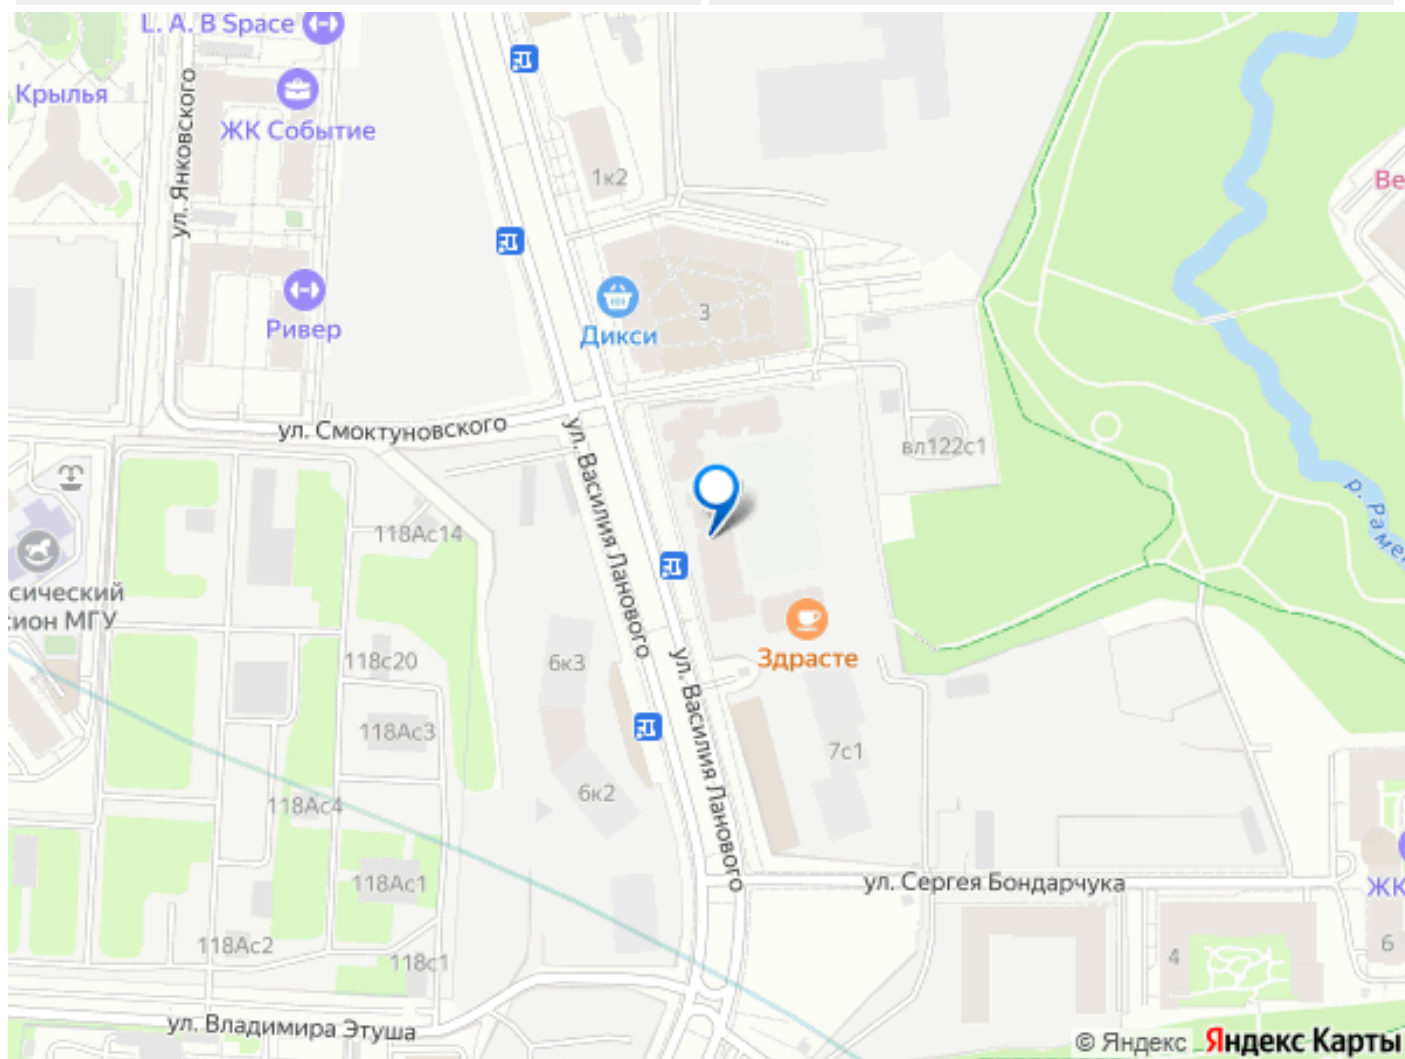 L. A. B Space
Крылья
ЖК Событие
ул. Янковского
1к2
Ве
Ривер
Дикси
3
ул. Смоктуновского
вл122с1
ул. Василия Ланового
118Ас14
сический
сион МГУ
118с20
6к3
Здрасте
ул. Василия Ланового
118Ас3
7с1
6к2
118Ас4
118Ас1
ул. Сергея Бондарчука
ЖК
118Ас2
118с1
4
6
ул. Владимира Этуша
р. Раме
© Яндекс Яндекс Карты